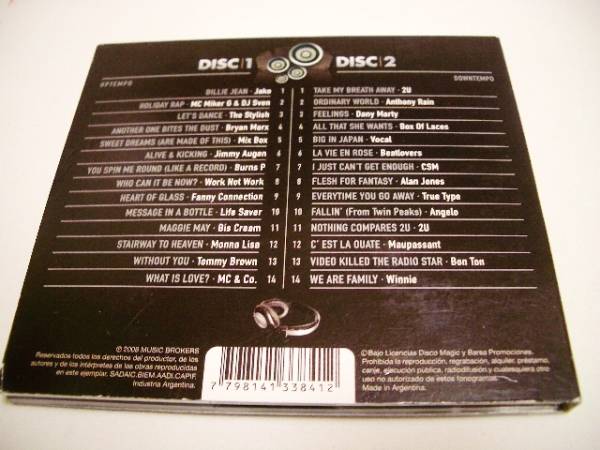 DISC|1
DISC|2
UPTEMPO
DOWNTEMPO
BILLIE JEAN · Jako 1
HOLIDAY RAP · MC Miker G & DJ Sven 2
LET'S DANCE · The Stylish 3
ANOTHER ONE BITES THE DUST · Bryan Marx 4
SWEET DREAMS (ARE MADE OF THIS) · Mix Box 5
ALIVE & KICKING · Jimmy Augen 6
YOU SPIN ME ROUND (LIKE A RECORD) · Burns P 7
WHO CAN IT BE NOW? · Work Not Work 8
HEART OF GLASS · Fanny Connection 9
MESSAGE IN A BOTTLE · Life Saver 10
MAGGIE MAY · Gis Cream 11
STAIRWAY TO HEAVEN · Monna Lisa 12
WITHOUT YOU · Tommy Brown 13
WHAT IS LOVE? · MC & Co. 14
1 TAKE MY BREATH AWAY · 2U
2 ORDINARY WORLD · Anthony Rain
3 FEELINGS · Dany Marty
4 ALL THAT SHE WANTS · Box Of Laces
5 BIG IN JAPAN · Vocal
6 LA VIE EN ROSE · Beatlovers
7 I JUST CAN'T GET ENOUGH · CSM
8 FLESH FOR FANTASY · Alan Jones
9 EVERYTIME YOU GO AWAY · True Type
10 FALLIN' (From Twin Peaks) · Angelo
11 NOTHING COMPARES 2U · 2U
12 C' EST LA OUATE · Maupassant
13 VIDEO KILLED THE RADIO STAR · Ben Ton
14 WE ARE FAMILY · Winnie
℗ 2008 MUSIC BROKERS
Reservados todos los derechos del productor, de los
autores y de los intérpretes de las obras reproducidas
en este ejemplar. SADAIC.BIEM.AADI.CAPIF.
Industria Argentina.
7 798141 338412
©Bajo Licencias Disco Magic y Barsa Promociones.
Prohibida la reproducción, regrabación, alquiler, préstamo,
canje, ejecución pública, radiodifusión y cualesquiera otro
uso no autorizado de estos fonogramas.
Made in Argentina.